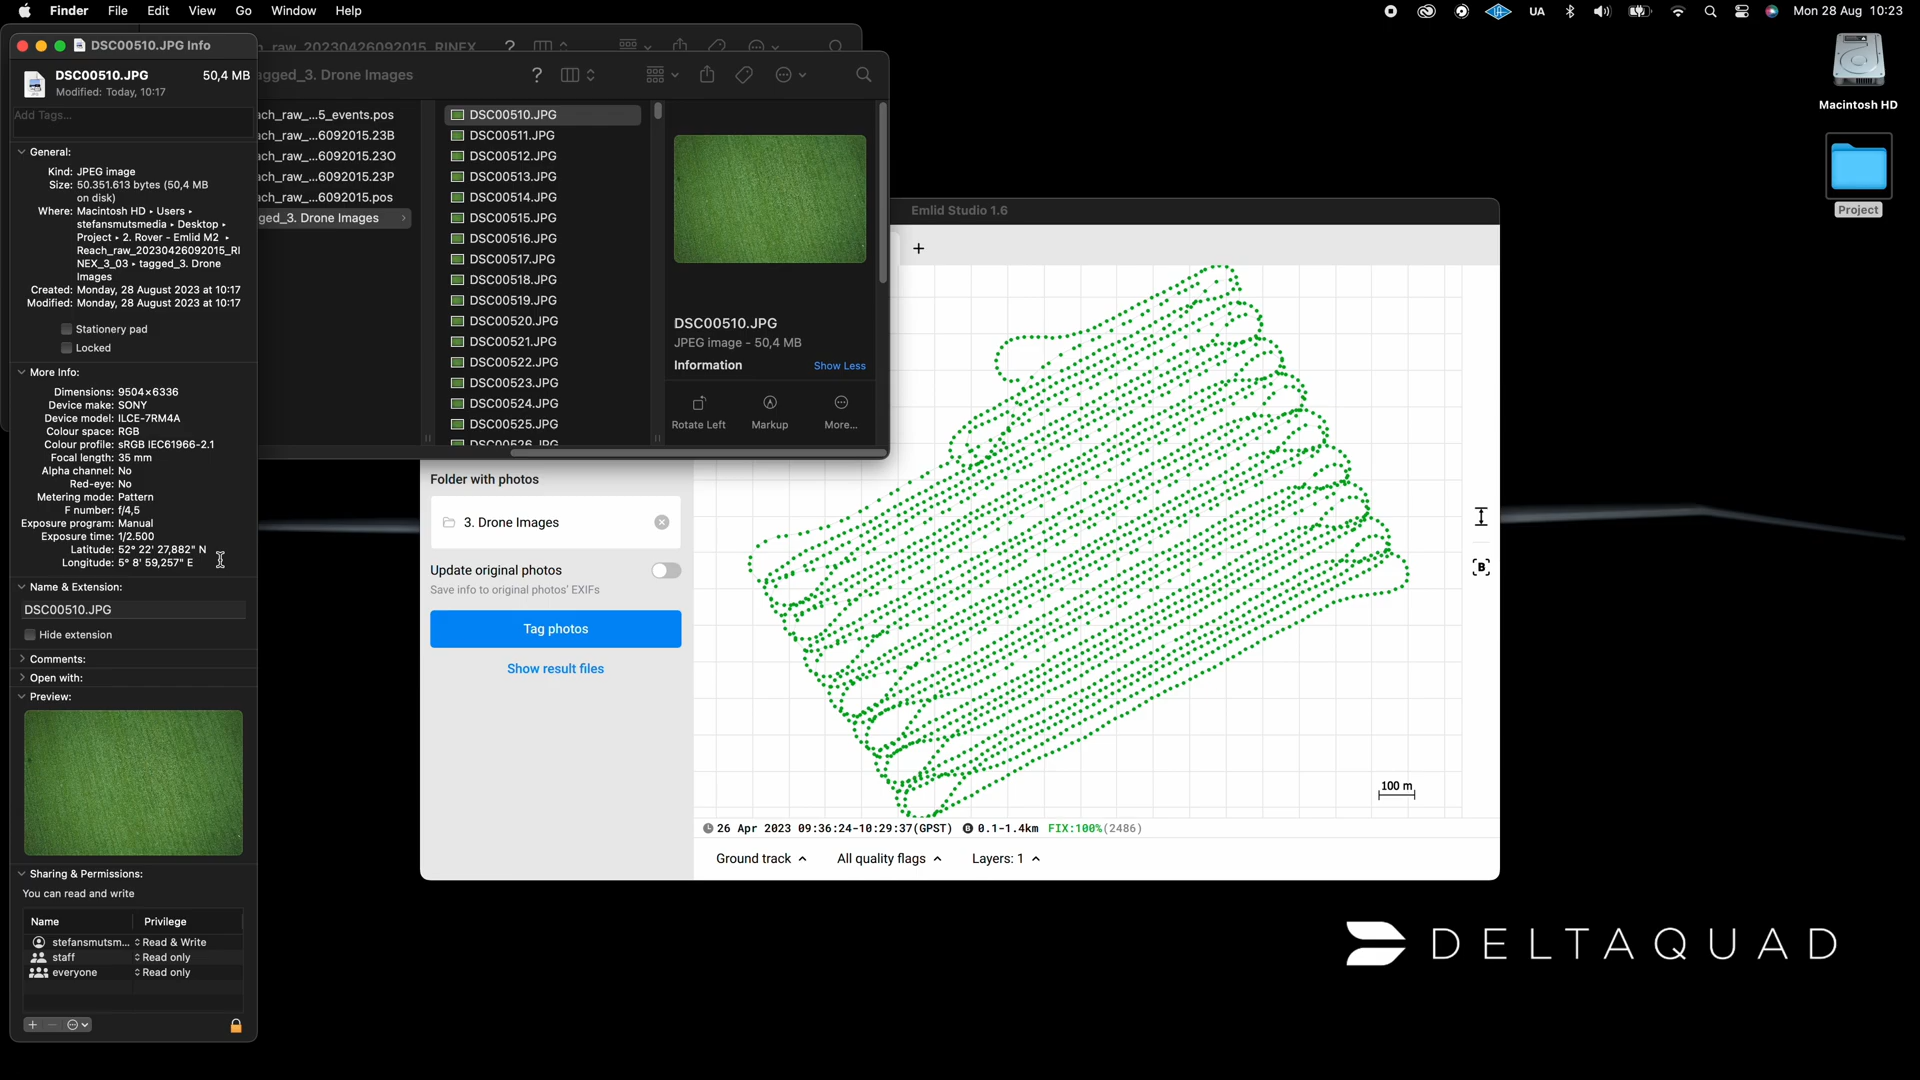 Finder File Edit View Go Window Help
UA
Mon 28 Aug 10:23
DSC00510.JPG Info
DSC00510.JPG 50,4 MB
Modified: Today, 10:17
Add Tags...
General:
Kind: JPEG image
Size: 50.351.613 bytes (50,4 MB
on disk)
Where: Macintosh HD ▸ Users ▸
stefansmutsmedia ▸ Desktop ▸
Project ▸ 2. Rover - Emlid M2 ▸
Reach_raw_20230426092015_RI
NEX_3_03 ▸ tagged_3. Drone
Images
Created: Monday, 28 August 2023 at 10:17
Modified: Monday, 28 August 2023 at 10:17
Stationery pad
Locked
More Info:
Dimensions: 9504×6336
Device make: SONY
Device model: ILCE-7RM4A
Colour space: RGB
Colour profile: sRGB IEC61966-2.1
Focal length: 35 mm
Alpha channel: No
Red-eye: No
Metering mode: Pattern
F number: f/4,5
Exposure program: Manual
Exposure time: 1/2.500
Latitude: 52° 22' 27,882" N
Longitude: 5° 8' 59,257" E
Name & Extension:
DSC00510.JPG
Hide extension
Comments:
Open with:
Preview:
Sharing & Permissions:
You can read and write
Name Privilege
stefansmutsm... Read & Write
staff Read only
everyone Read only
_raw_20230426092015_RINEX
agged_3. Drone Images
ach_raw_...5_events.pos
ach_raw_...6092015.23B
ach_raw_...6092015.23O
ach_raw_...6092015.23P
ach_raw_...6092015.pos
ged_3. Drone Images
DSC00510.JPG
DSC00511.JPG
DSC00512.JPG
DSC00513.JPG
DSC00514.JPG
DSC00515.JPG
DSC00516.JPG
DSC00517.JPG
DSC00518.JPG
DSC00519.JPG
DSC00520.JPG
DSC00521.JPG
DSC00522.JPG
DSC00523.JPG
DSC00524.JPG
DSC00525.JPG
DSC00526.JPG
DSC00510.JPG
JPEG image - 50,4 MB
Information Show Less
Rotate Left Markup More...
Emlid Studio 1.6
+
Folder with photos
3. Drone Images
Update original photos
Save info to original photos' EXIFs
Tag photos
Show result files
B
100 m
26 Apr 2023 09:36:24-10:29:37(GPST) B 0.1-1.4km FIX:100%(2486)
Ground track All quality flags Layers: 1
Macintosh HD
Project
DELTAQUAD